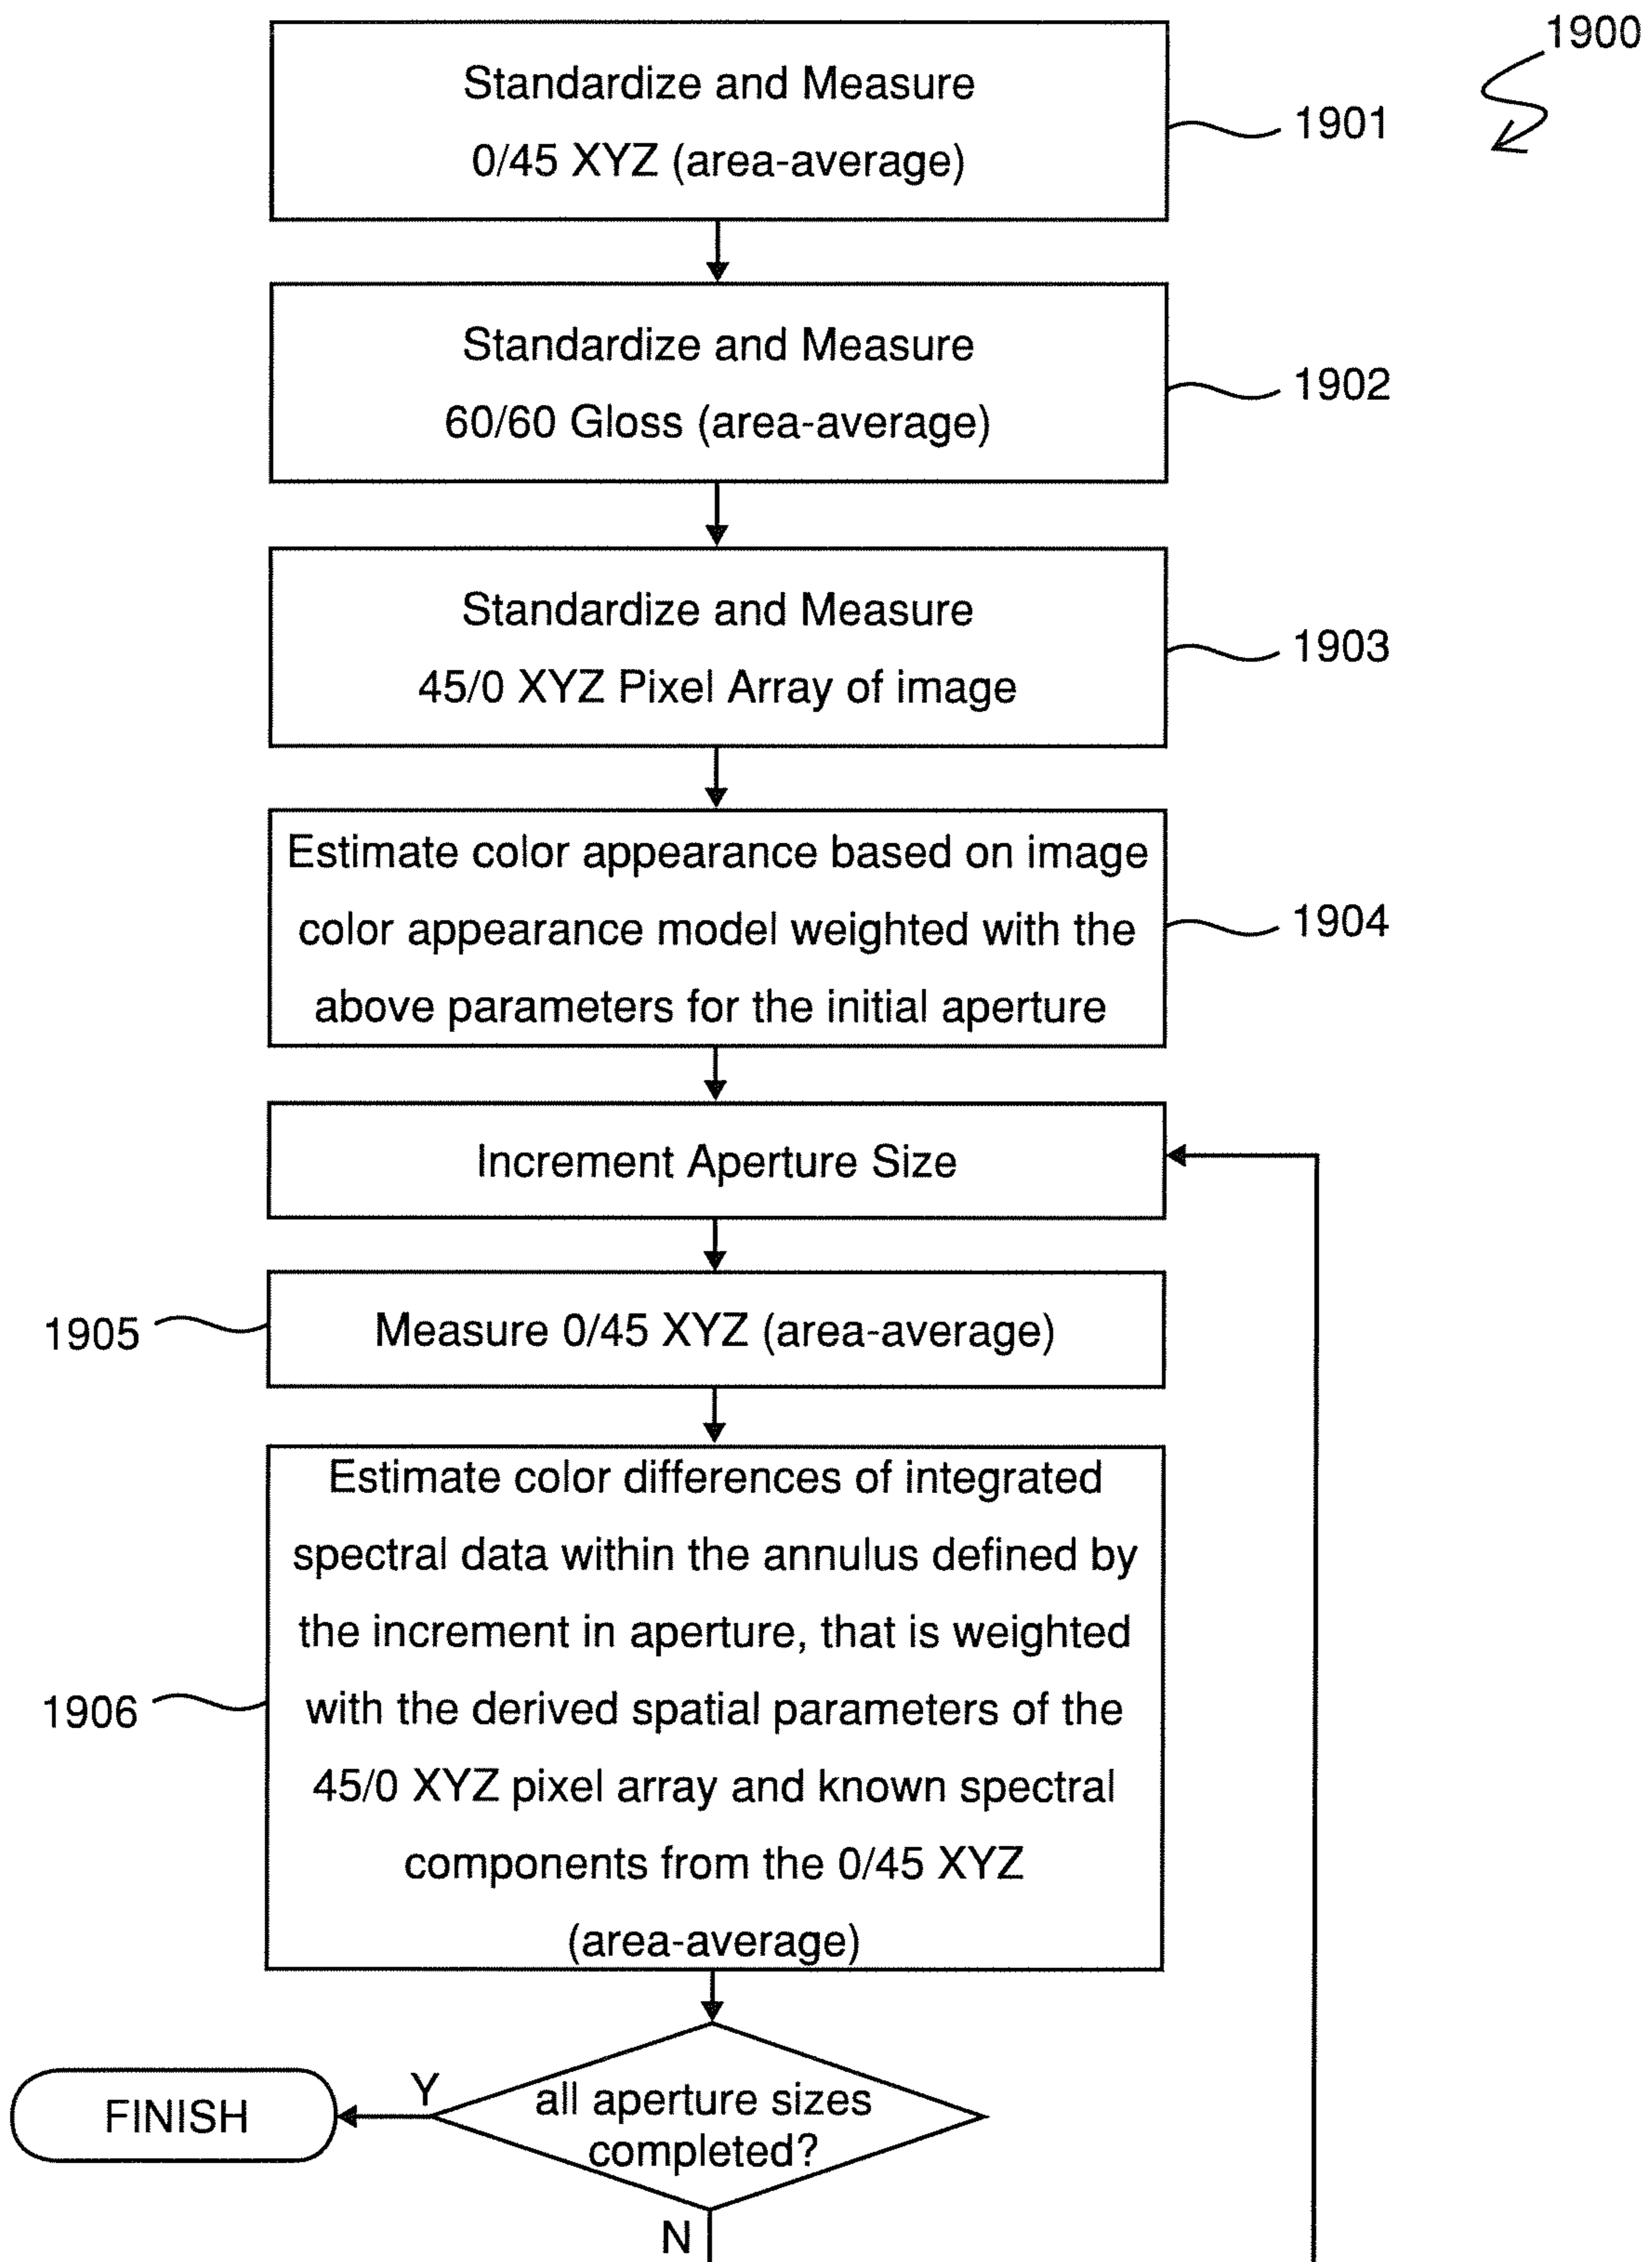 1900
Standardize and Measure
0/45 XYZ (area-average)
1901
Standardize and Measure
60/60 Gloss (area-average)
1902
Standardize and Measure
45/0 XYZ Pixel Array of image
1903
Estimate color appearance based on image
color appearance model weighted with the
above parameters for the initial aperture
1904
Increment Aperture Size
Measure 0/45 XYZ (area-average)
1905
Estimate color differences of integrated
spectral data within the annulus defined by
the increment in aperture, that is weighted
with the derived spatial parameters of the
45/0 XYZ pixel array and known spectral
components from the 0/45 XYZ
(area-average)
1906
all aperture sizes
completed?
Y
FINISH
N